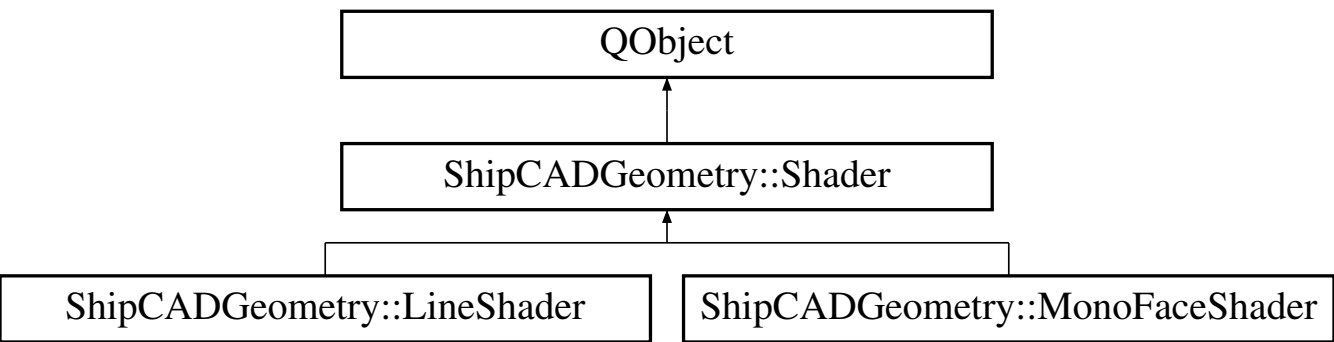 QObject
ShipCADGeometry::Shader
ShipCADGeometry::LineShader
ShipCADGeometry::MonoFaceShader